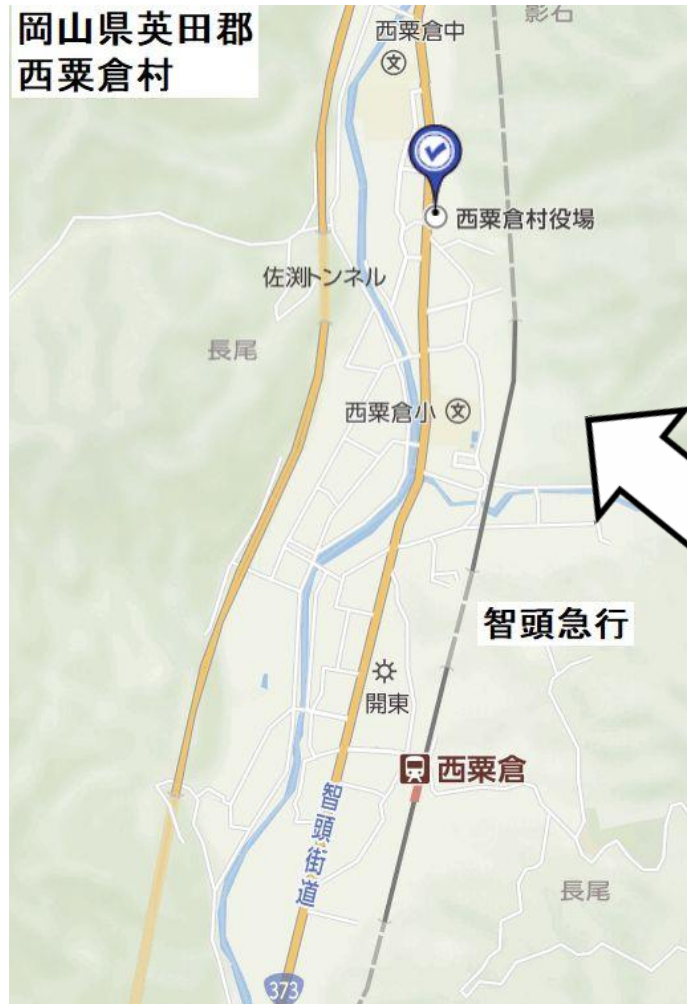 岡山県英田郡
西粟倉村
影石
西粟倉中
文
西粟倉村役場
佐渕トンネル
長尾
西粟倉小
文
智頭急行
開東
西粟倉
智頭街道
長尾
373